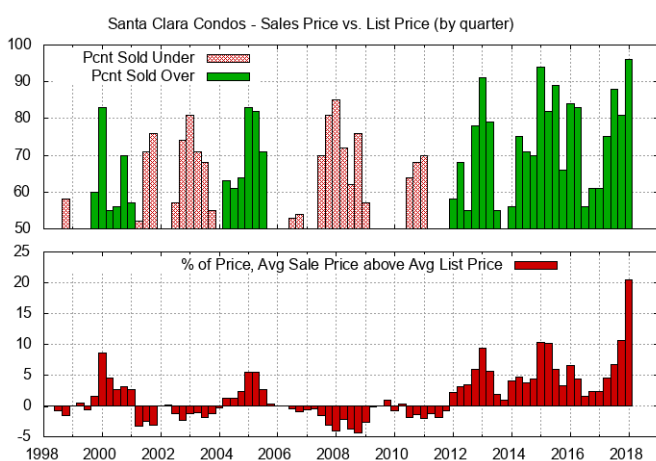 Santa Clara Condos - Sales Price vs. List Price (by quarter)
100
90
80
70
60
50
Pcnt Sold Under
Pcnt Sold Over
25
20
15
10
5
0
-5
% of Price, Avg Sale Price above Avg List Price
1998 2000 2002 2004 2006 2008 2010 2012 2014 2016 2018